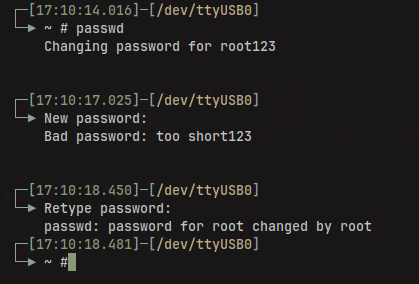 [17:10:14.016]-[/dev/ttyUSB0]
~ # passwd
Changing password for root123
[17:10:17.025]-[/dev/ttyUSB0]
New password:
Bad password: too short123
[17:10:18.450]-[/dev/ttyUSB0]
Retype password:
passwd: password for root changed by root
[17:10:18.481]-[/dev/ttyUSB0]
~ #